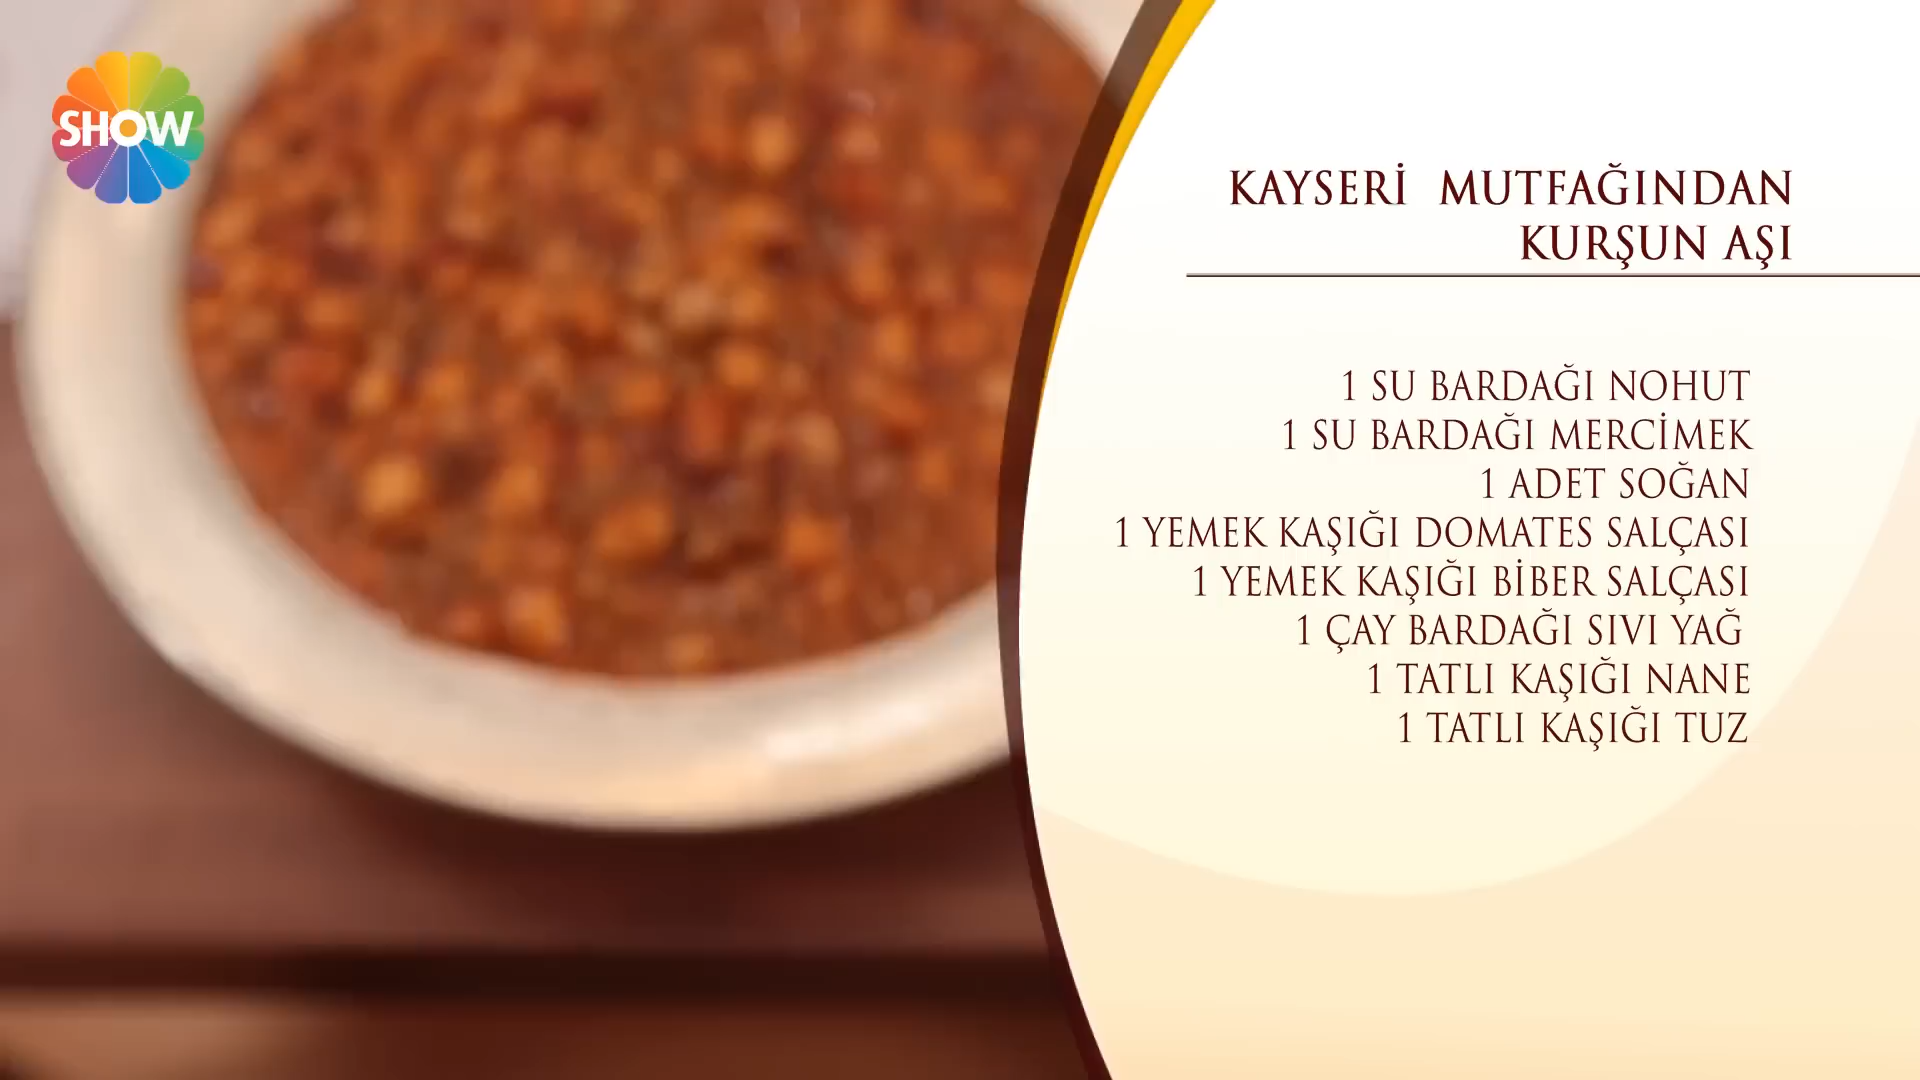 SHOW
KAYSERİ MUTFAĞINDAN
KURŞUN AŞI
1 SU BARDAĞI NOHUT
1 SU BARDAĞI MERCİMEK
1 ADET SOĞAN
1 YEMEK KAŞIĞI DOMATES SALÇASI
1 YEMEK KAŞIĞI BİBER SALÇASI
1 ÇAY BARDAĞI SIVI YAĞ
1 TATLI KAŞIĞI NANE
1 TATLI KAŞIĞI TUZ